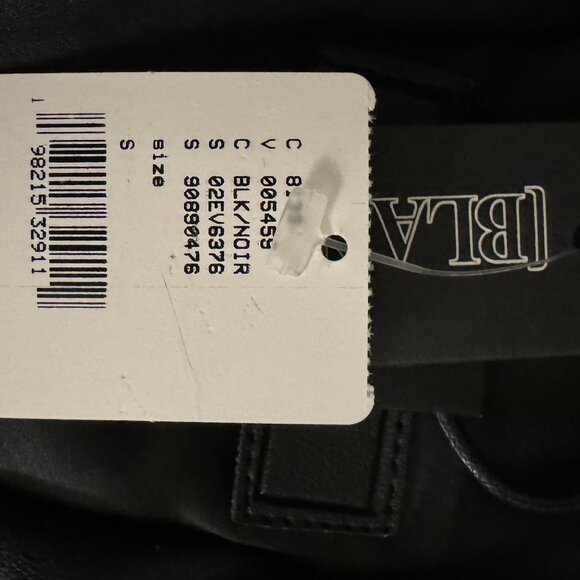 C 8
V 005459
C BLK/NOIR
S 02EV6376
S 90890476
size
S
1 98215 32911
[BLA